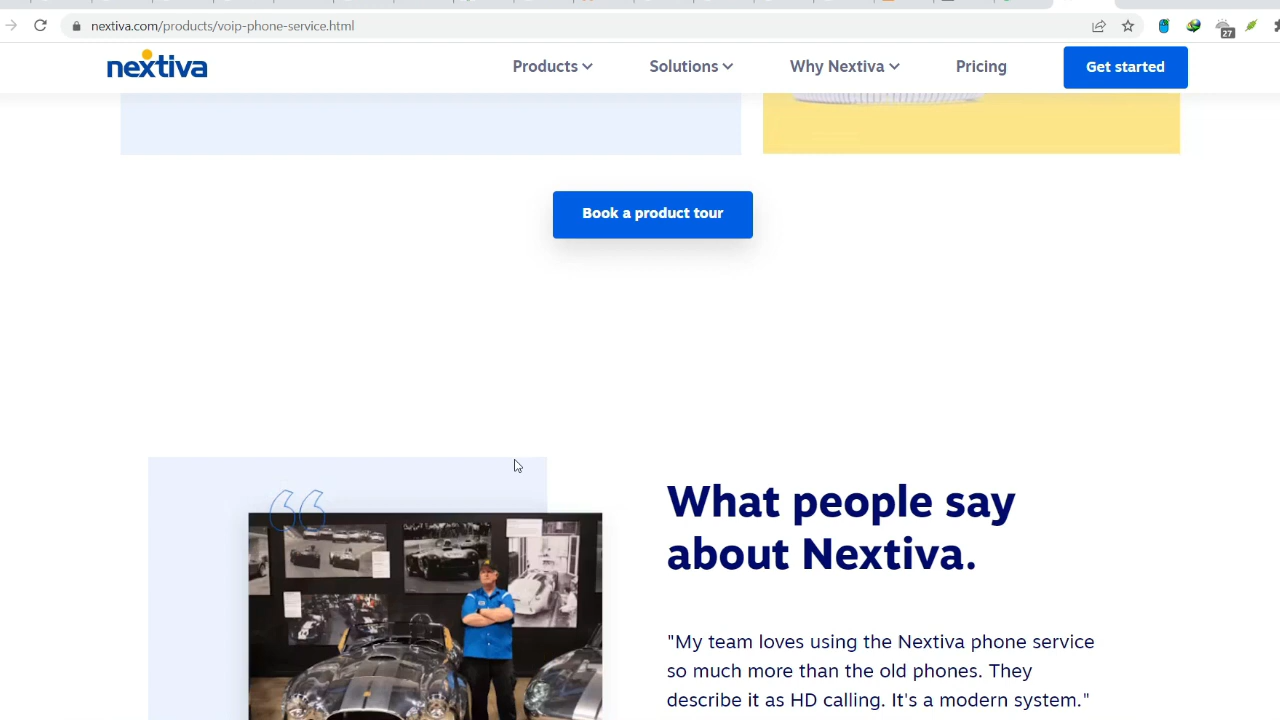 nextiva.com/products/voip-phone-service.html
27
nextiva
Products
Solutions
Why Nextiva
Pricing
Get started
Book a product tour
What people say
about Nextiva.
"My team loves using the Nextiva phone service
so much more than the old phones. They
describe it as HD calling. It's a modern system."